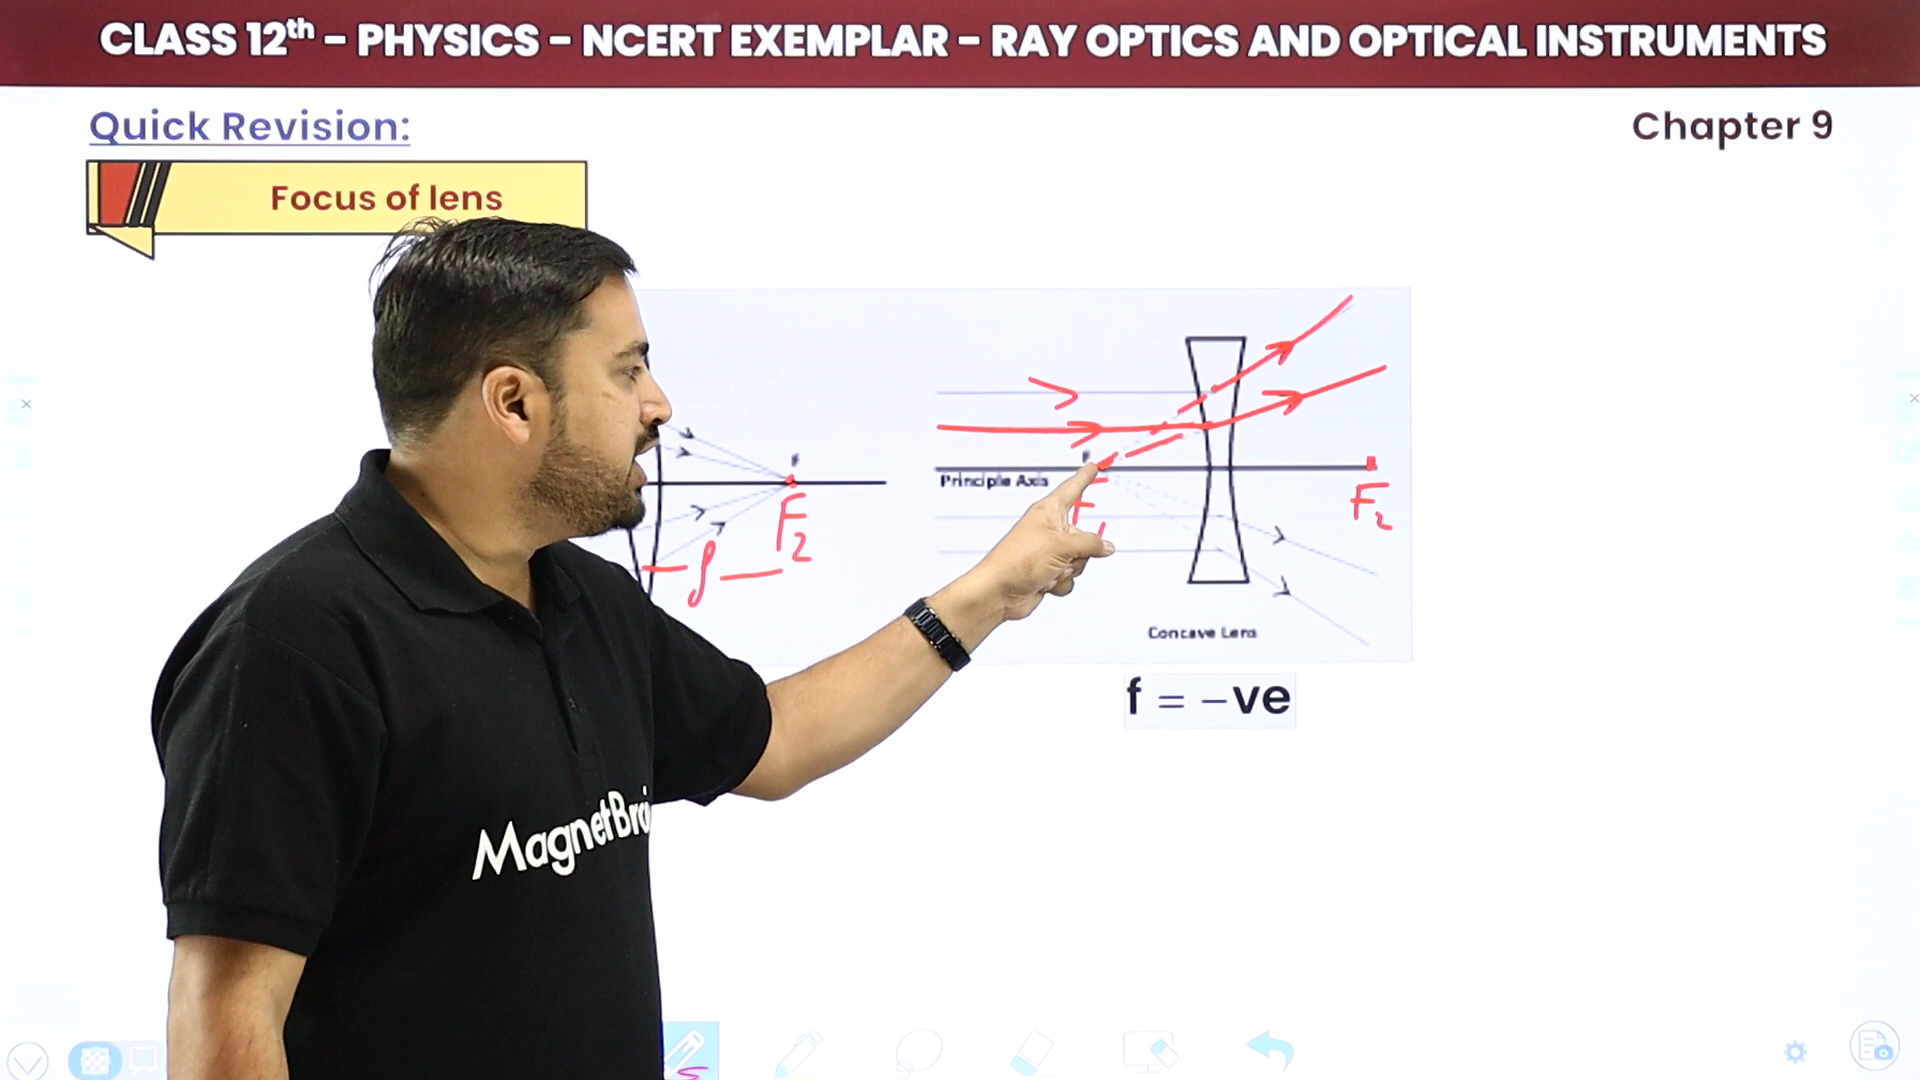 CLASS 12th - PHYSICS - NCERT EXEMPLAR - RAY OPTICS AND OPTICAL INSTRUMENTS
Quick Revision:
Chapter 9
Focus of lens
F
F2
f
Principle Axis
F1
F2
Concave Lens
f = -ve
MagnetBra